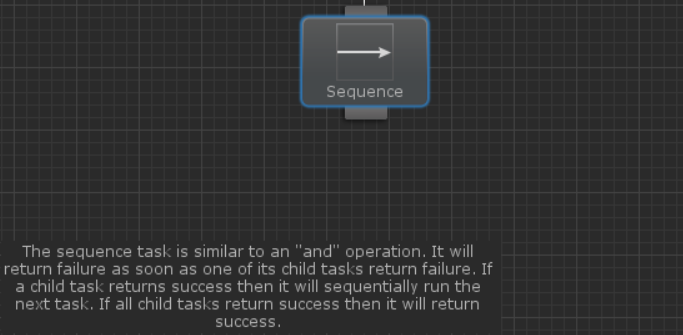 Sequence
The sequence task is similar to an "and" operation. It will
return failure as soon as one of its child tasks return failure. If
a child task returns success then it will sequentially run the
next task. If all child tasks return success then it will return
success.